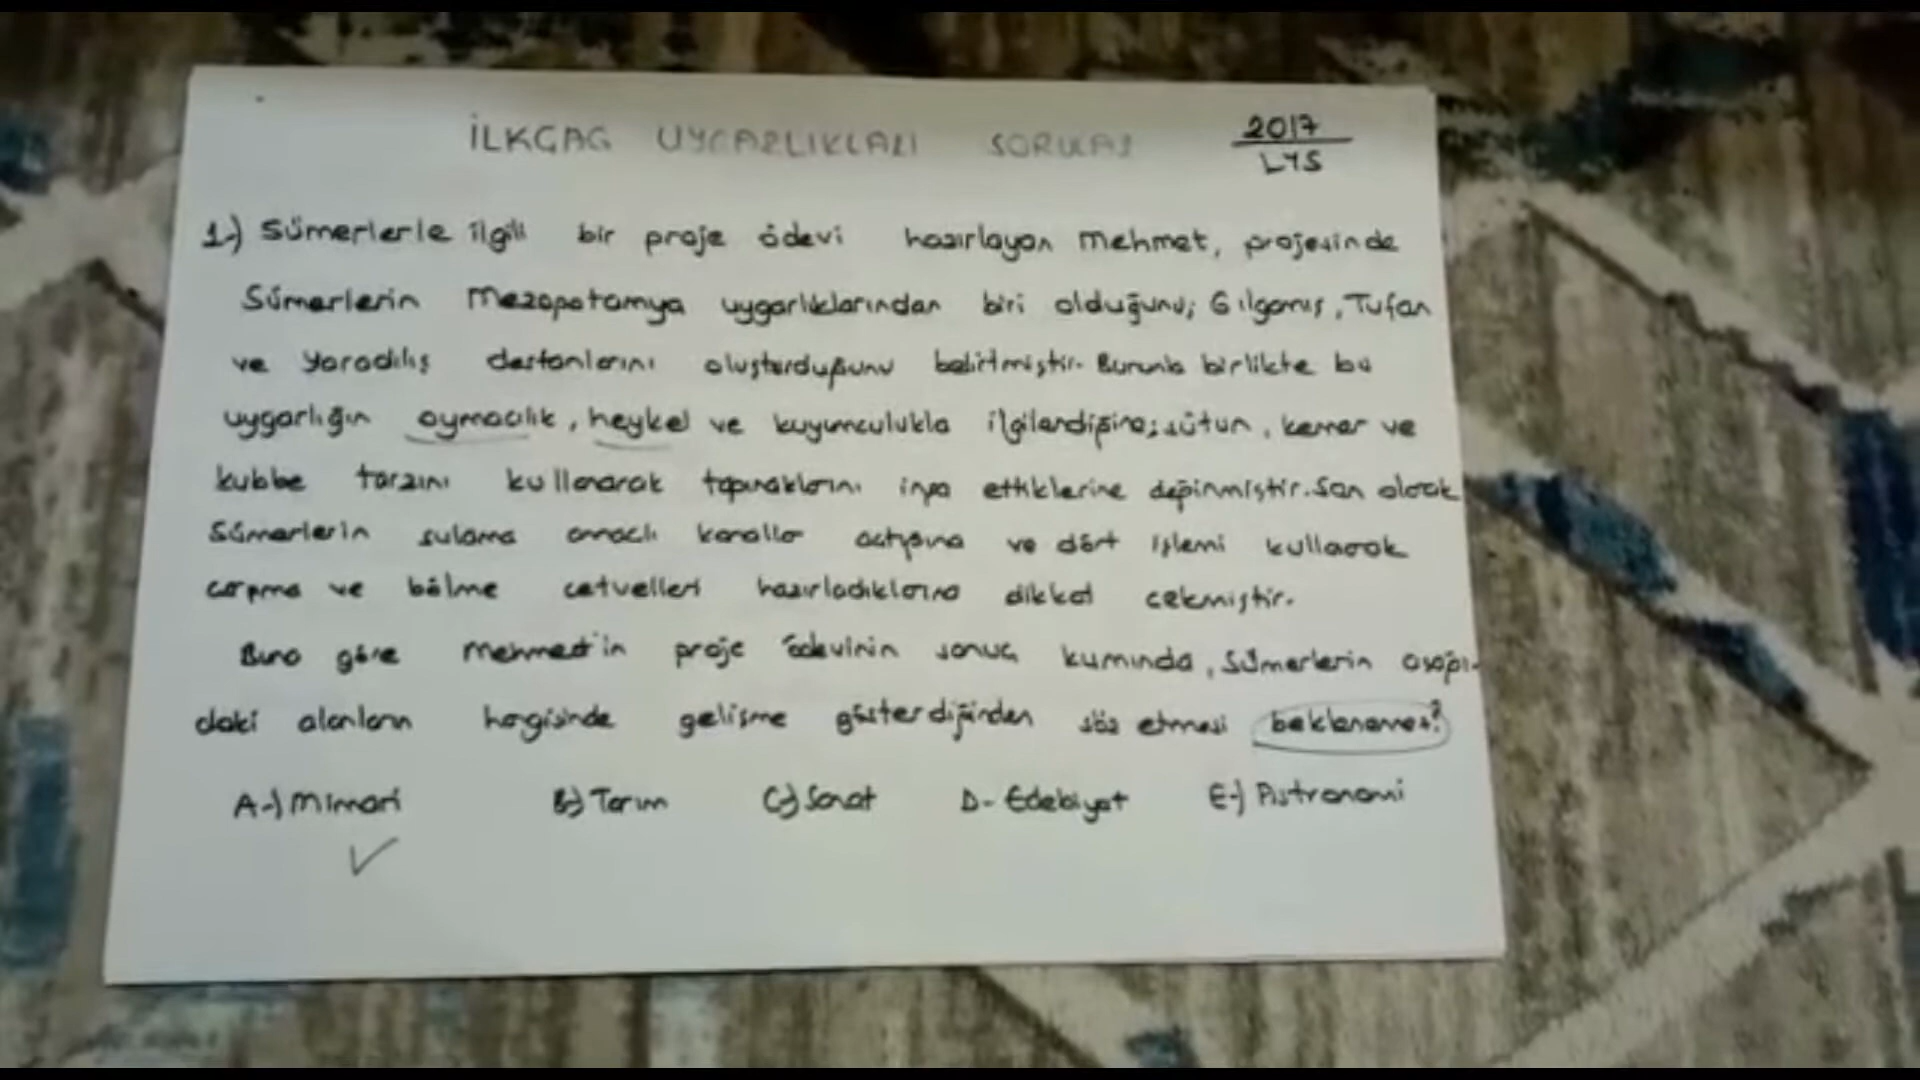 İLKÇAĞ UYGARLIKLARI SORULARI
2017
LYS
1-) Sümerlerle ilgili bir proje ödevi hazırlayan Mehmet, projesinde
Sümerlerin Mezopotamya uygarlıklarından biri olduğunu; Gılgamış, Tufan
ve Yaradılış destanlarını oluşturduğunu belirtmiştir. Bununla birlikte bu
uygarlığın oymacılık, heykel ve kuyumculukla ilgilendiğine; sütun, kemer ve
kubbe tarzını kullanarak tapınaklarını inşa ettiklerine değinmiştir. Son olarak
Sümerlerin sulama amaçlı kanallar açtığına ve dört işlemi kullaarak
çarpma ve bölme cetvelleri hazırladıklarına dikkat çekmiştir.
Buna göre Mehmet'in proje ödevinin sonuç kumında, Sümerlerin aşağı-
daki alanların hangisinde gelişme gösterdiğinden söz etmesi beklenemez?
A-) Mimari B-) Tarım C-) Sanat D- Edebiyat E-) Astronomi